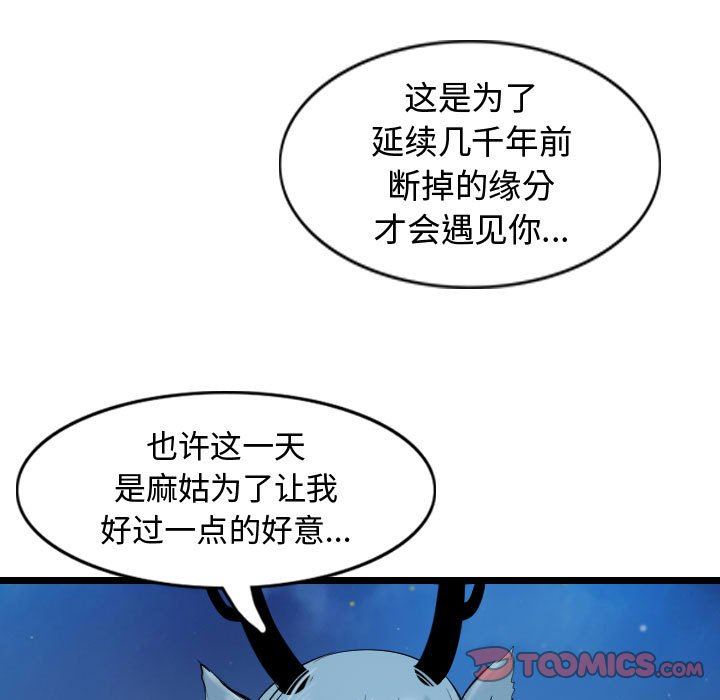 这是为了
延续几千年前
断掉的缘分
才会遇见你...
也许这一天
是麻姑为了让我
好过一点的好意...
TOOMICS.COM